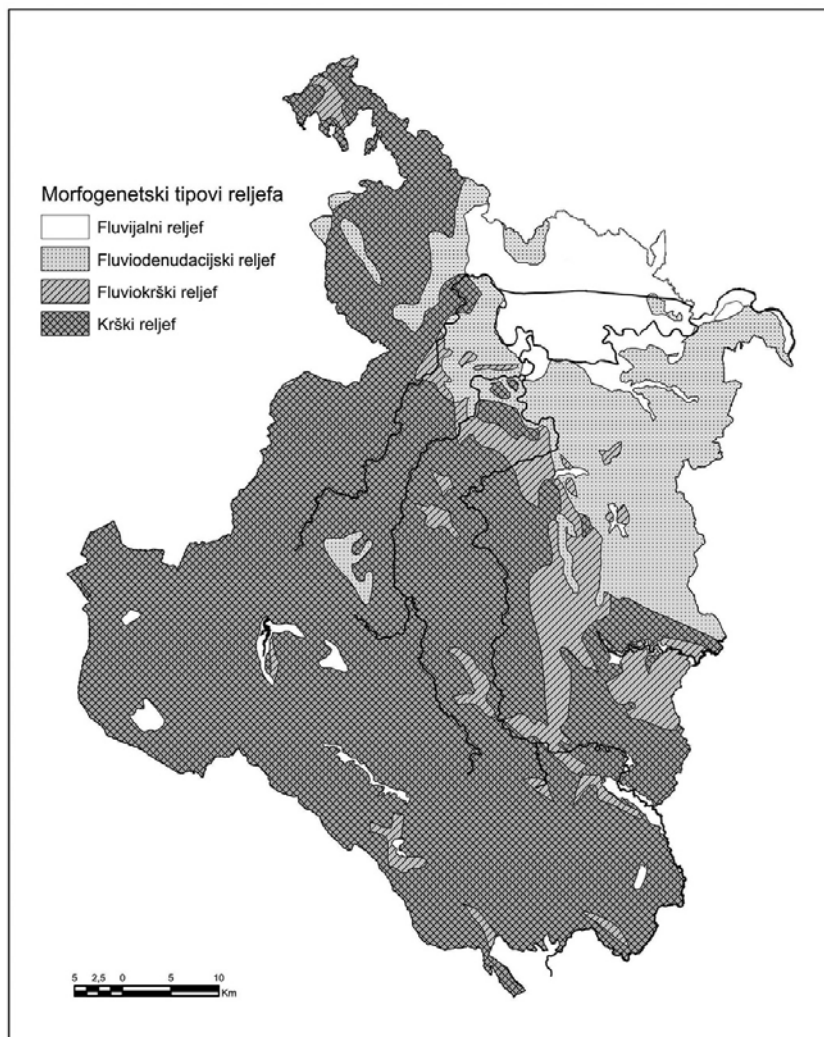 Morfogenetski tipovi reljefa
Fluvijalni reljef
Fluviodenudacijski reljef
Fluviokrški reljef
Krški reljef
5 2,5 0 5 10
Km